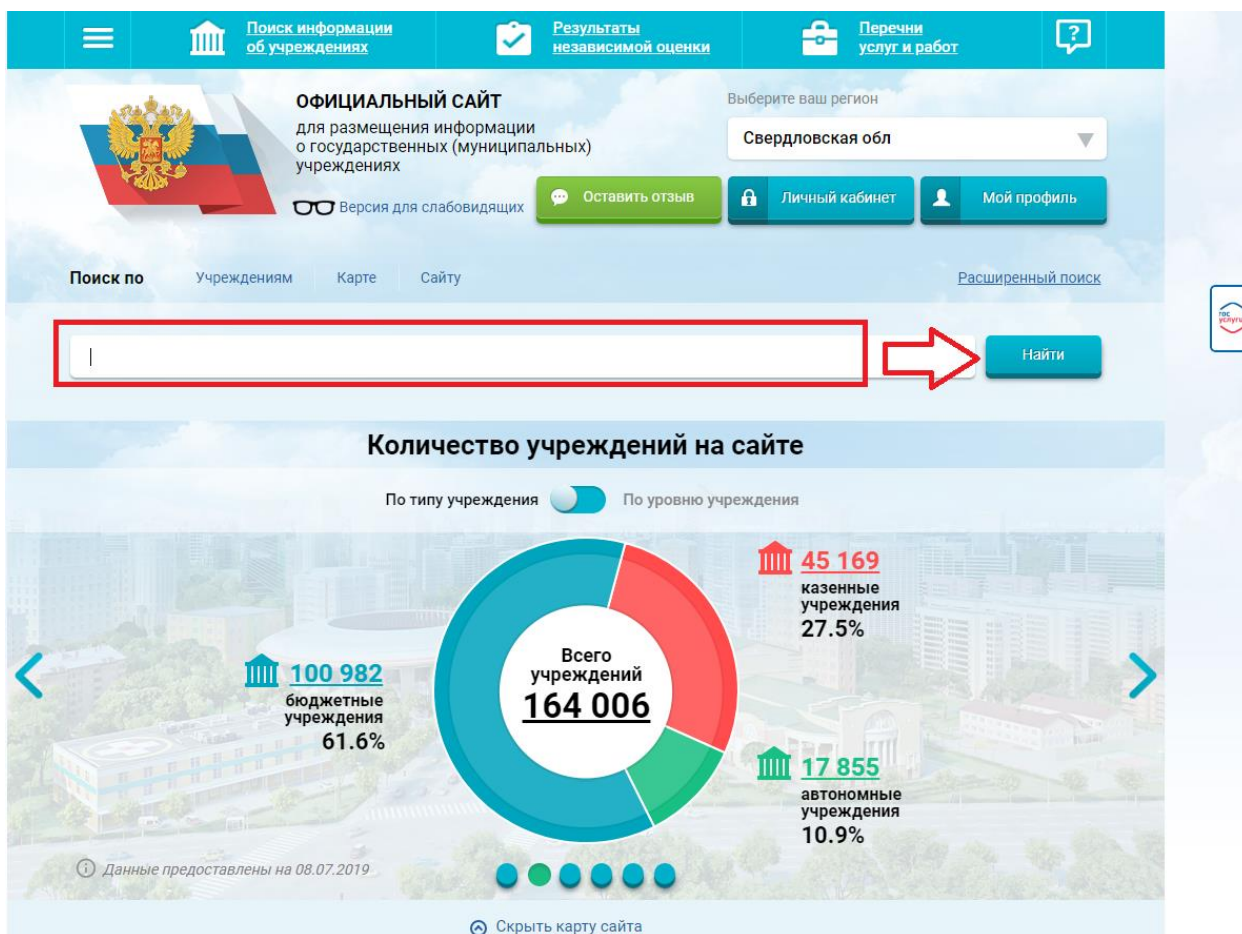 Поиск информации
об учреждениях
Результаты
независимой оценки
Перечни
услуг и работ
?
ОФИЦИАЛЬНЫЙ САЙТ
для размещения информации
о государственных (муниципальных)
учреждениях
Версия для слабовидящих
Выберите ваш регион
Свердловская обл
Оставить отзыв
Личный кабинет
Мой профиль
Поиск по
Учреждениям
Карте
Сайту
Расширенный поиск
гос
услуги
Найти
Количество учреждений на сайте
По типу учреждения
По уровню учреждения
45 169
казенные
учреждения
27.5%
Всего
учреждений
164 006
100 982
бюджетные
учреждения
61.6%
17 855
автономные
учреждения
10.9%
Данные предоставлены на 08.07.2019
Скрыть карту сайта